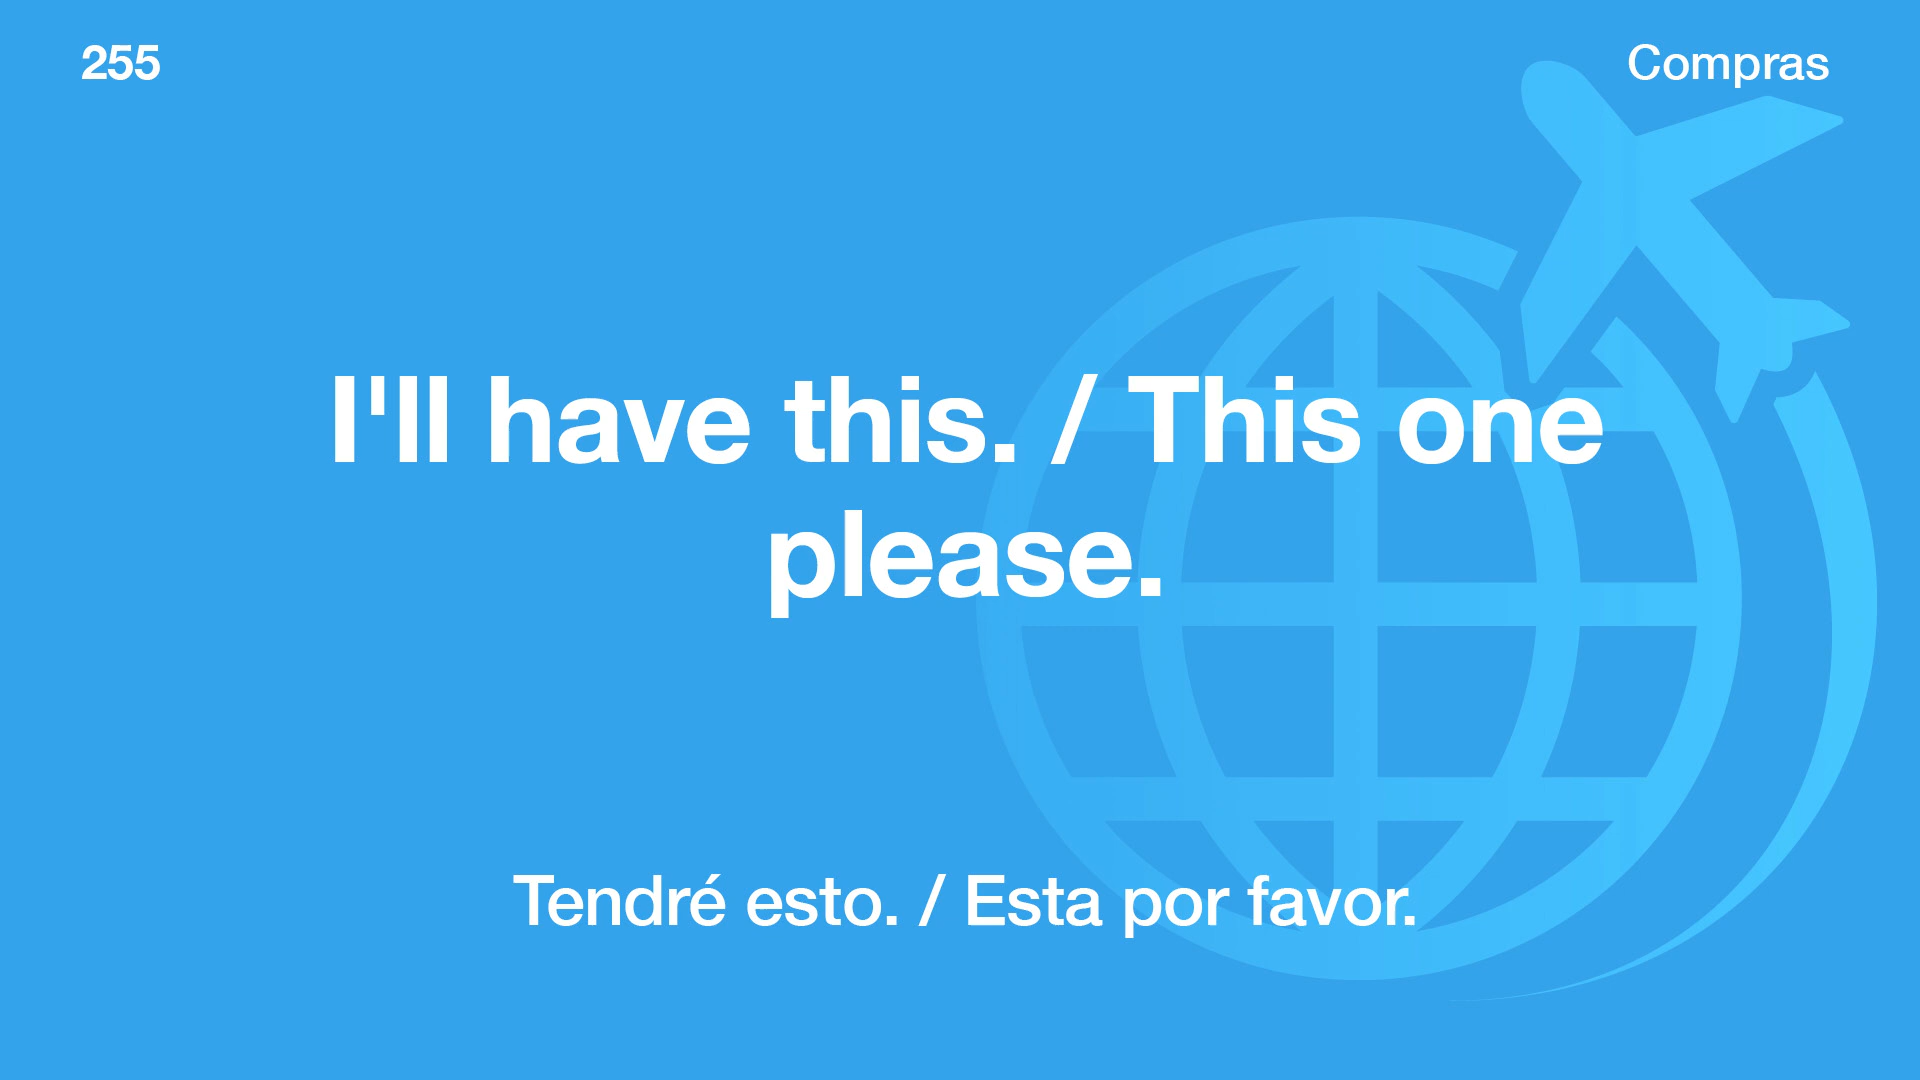 255
Compras
I'll have this. / This one
please.
Tendré esto. / Esta por favor.